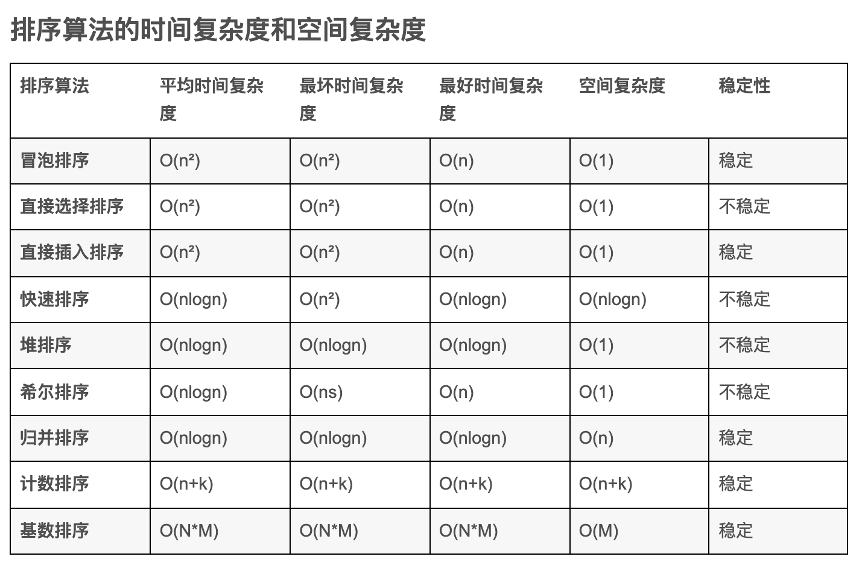 排序算法的时间复杂度和空间复杂度
排序算法 平均时间复杂度 最坏时间复杂度 最好时间复杂度 空间复杂度 稳定性
冒泡排序 O(n²) O(n²) O(n) O(1) 稳定
直接选择排序 O(n²) O(n²) O(n) O(1) 不稳定
直接插入排序 O(n²) O(n²) O(n) O(1) 稳定
快速排序 O(nlogn) O(n²) O(nlogn) O(nlogn) 不稳定
堆排序 O(nlogn) O(nlogn) O(nlogn) O(1) 不稳定
希尔排序 O(nlogn) O(ns) O(n) O(1) 不稳定
归并排序 O(nlogn) O(nlogn) O(nlogn) O(n) 稳定
计数排序 O(n+k) O(n+k) O(n+k) O(n+k) 稳定
基数排序 O(N*M) O(N*M) O(N*M) O(M) 稳定